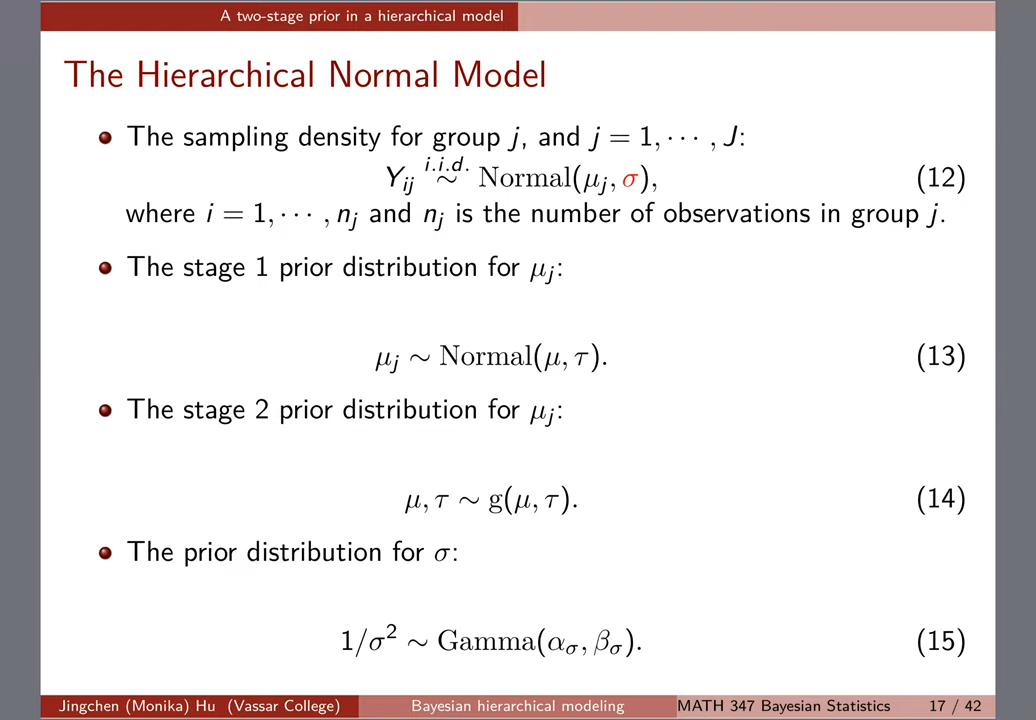 A two-stage prior in a hierarchical model
The Hierarchical Normal Model
The sampling density for group j, and j = 1, ⋯ , J:
Y_ij i.i.d. ∼ Normal(μ_j, σ), (12)
where i = 1, ⋯ , n_j and n_j is the number of observations in group j.
The stage 1 prior distribution for μ_j:
μ_j ∼ Normal(μ, τ). (13)
The stage 2 prior distribution for μ_j:
μ, τ ∼ g(μ, τ). (14)
The prior distribution for σ:
1/σ² ∼ Gamma(α_σ, β_σ). (15)
Jingchen (Monika) Hu (Vassar College) Bayesian hierarchical modeling MATH 347 Bayesian Statistics 17 / 42